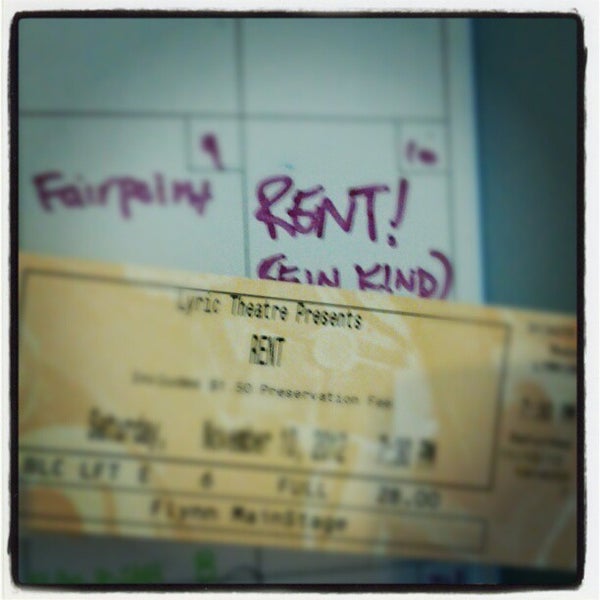 9
10
Fairpoint
RENT!
(FUN KIND)
Lyric Theatre Presents
RENT
Includes $1.50 Preservation Fee
Saturday, November 10, 2012 7:30 PM
BLC LFT E 6 FULL 28.00
Flynn MainStage